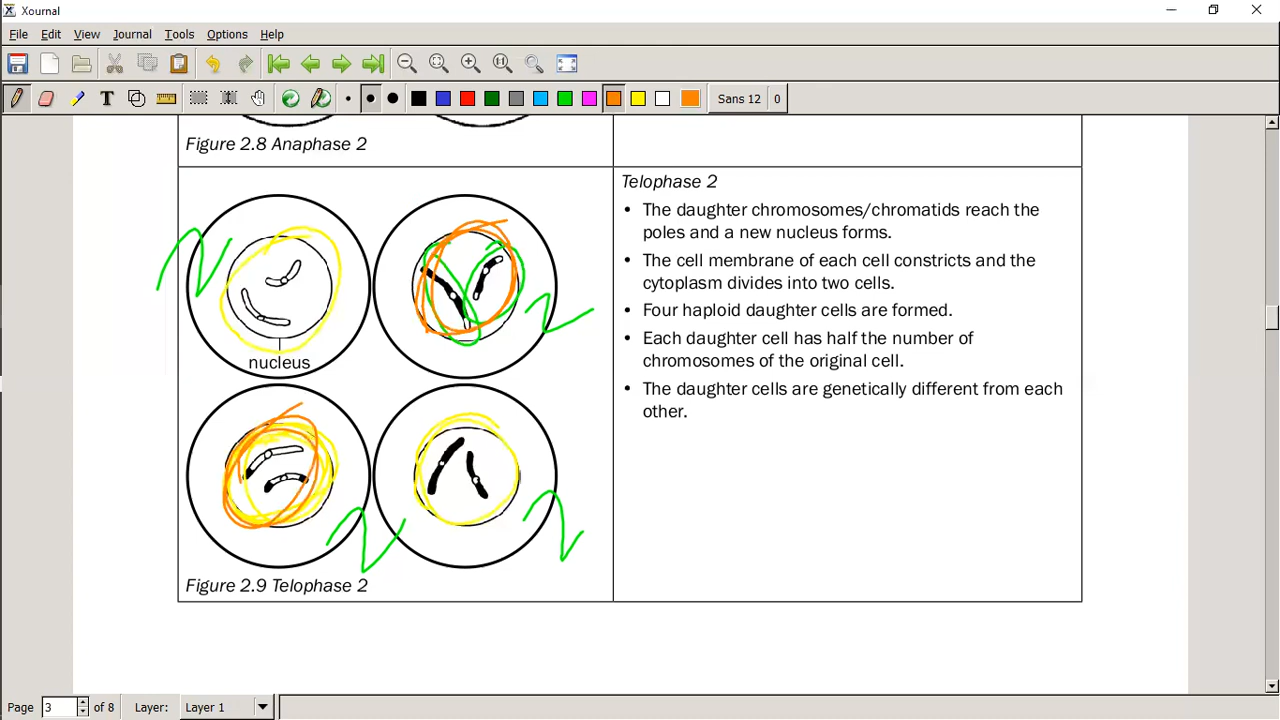 Xournal
File Edit View Journal Tools Options Help
Sans 12 0
Figure 2.8 Anaphase 2
nucleus
2
2
2
2
Figure 2.9 Telophase 2
Telophase 2
• The daughter chromosomes/chromatids reach the
poles and a new nucleus forms.
• The cell membrane of each cell constricts and the
cytoplasm divides into two cells.
• Four haploid daughter cells are formed.
• Each daughter cell has half the number of
chromosomes of the original cell.
• The daughter cells are genetically different from each
other.
Page 3 of 8 Layer: Layer 1